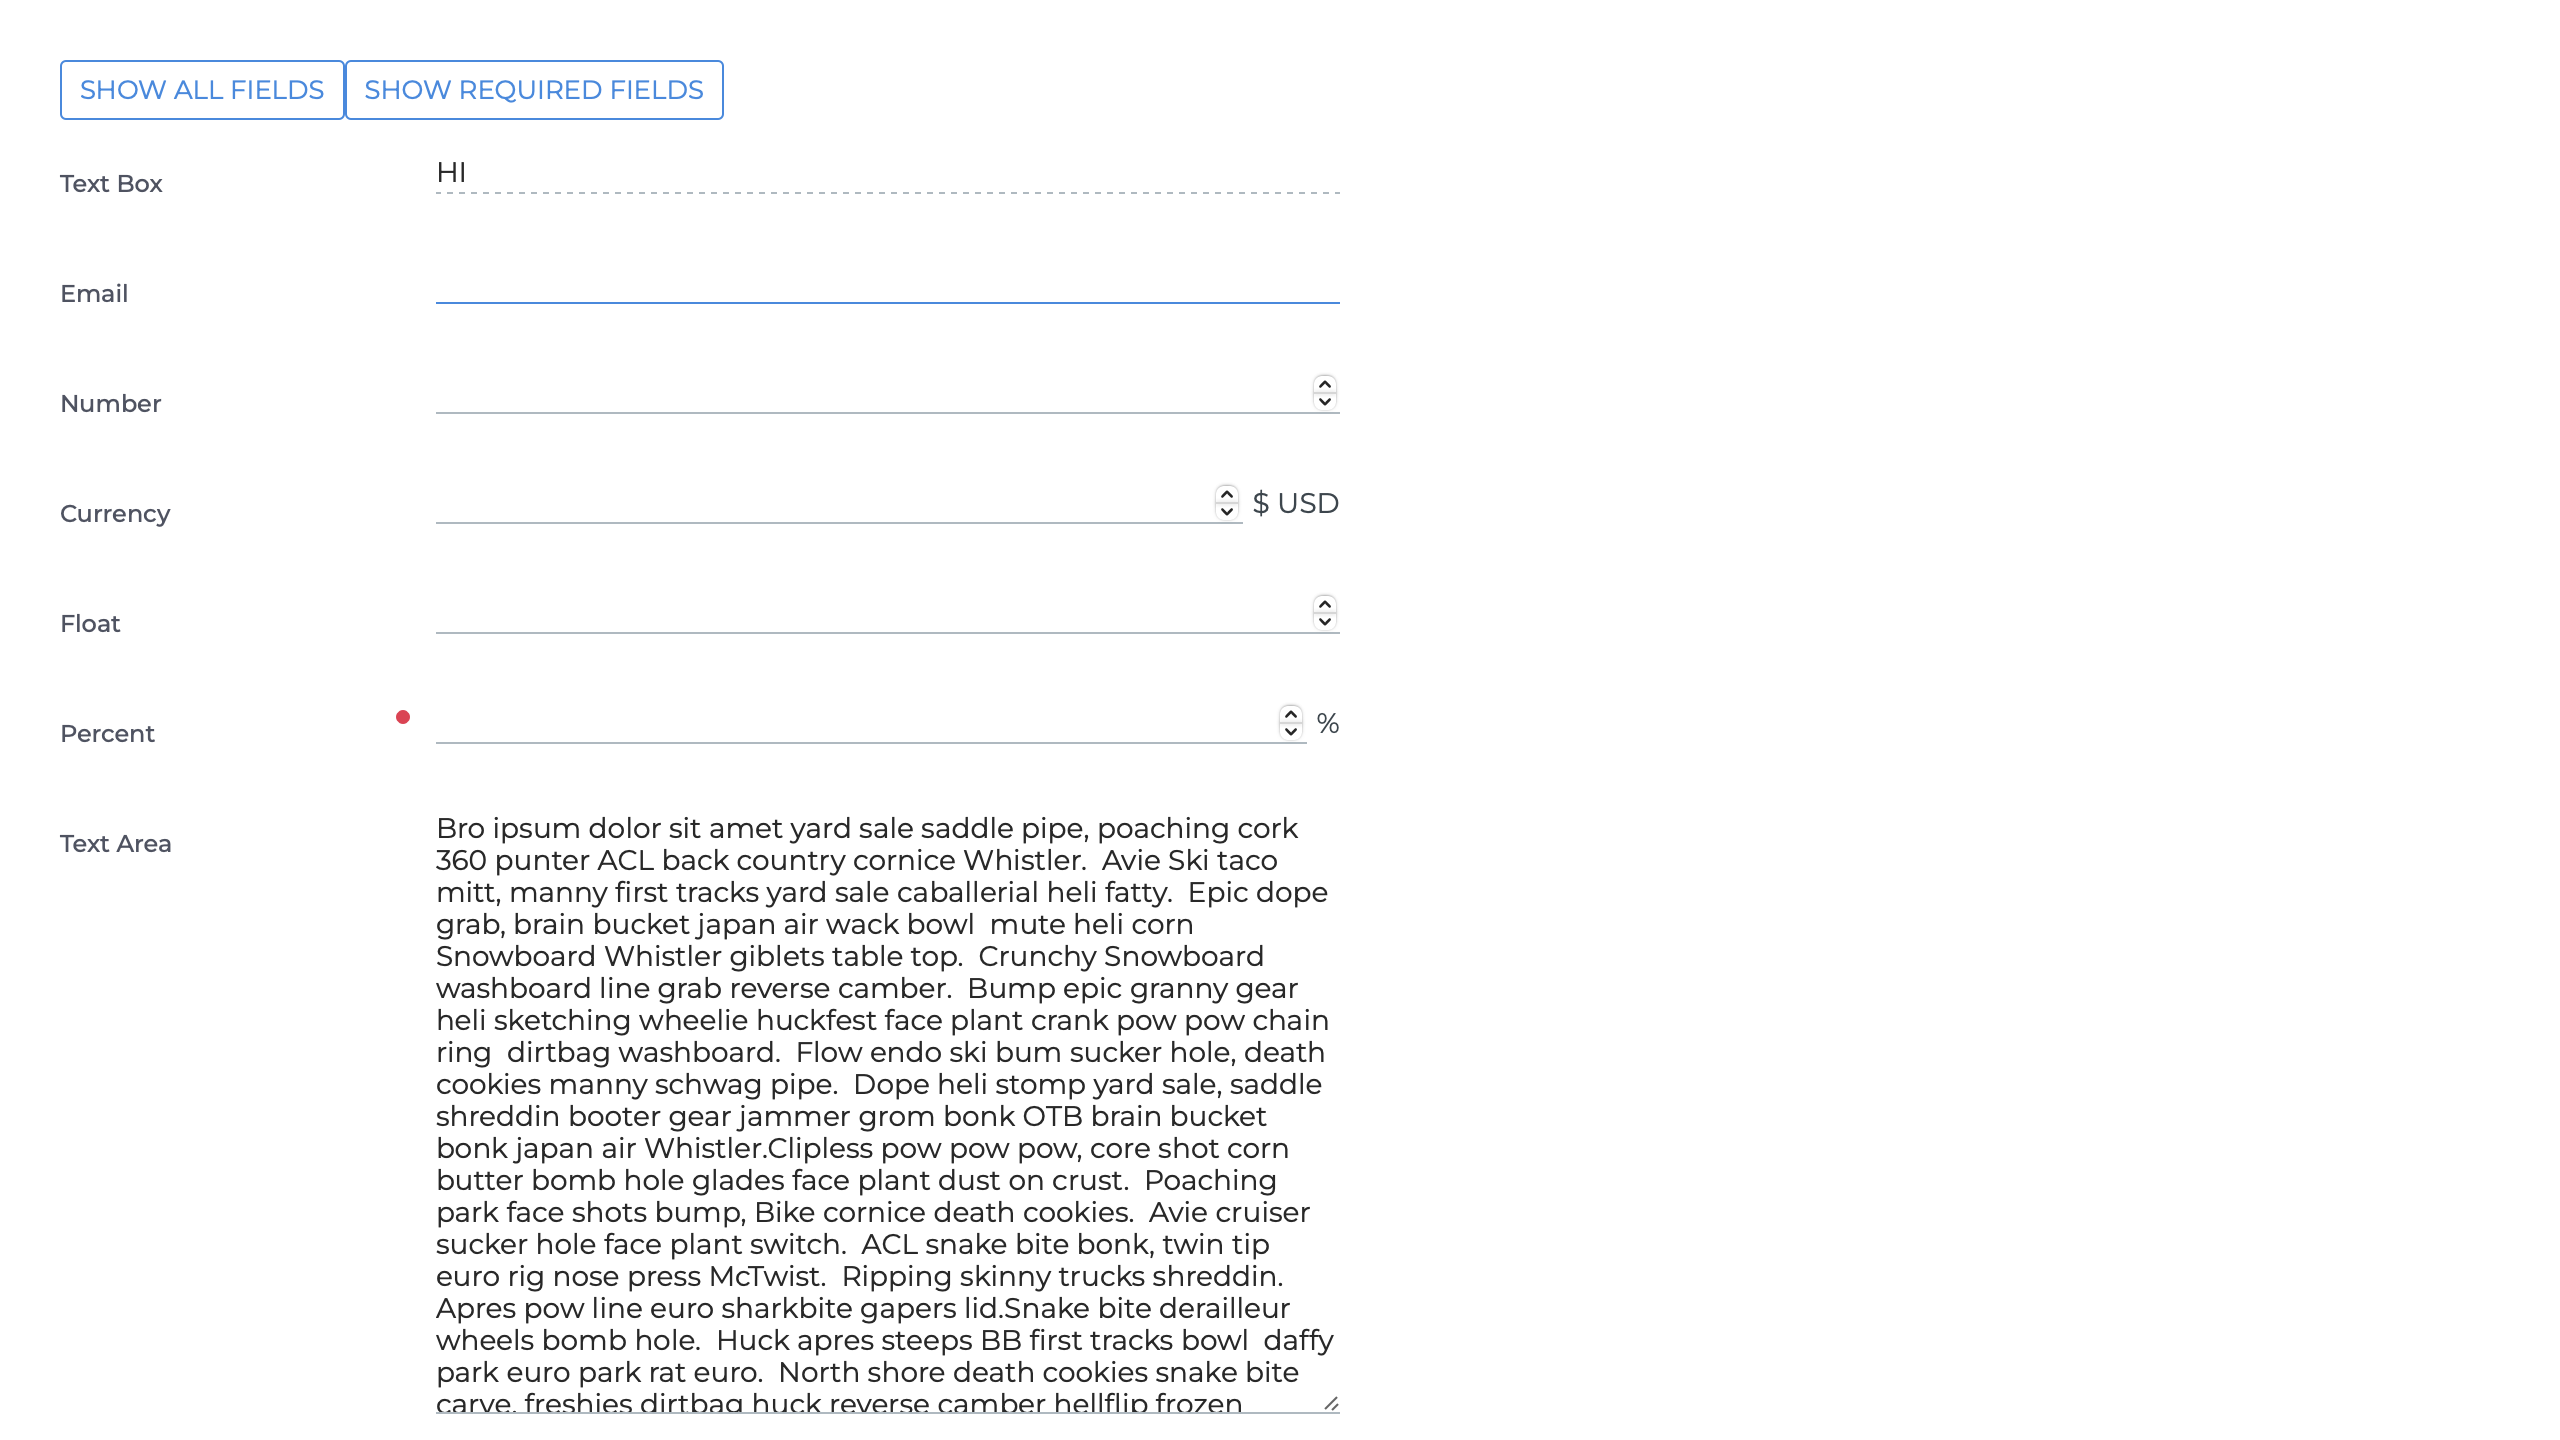 SHOW ALL FIELDS SHOW REQUIRED FIELDS
Text Box HI
Email
Number
Currency $ USD
Float
Percent %
Text Area
Bro ipsum dolor sit amet yard sale saddle pipe, poaching cork
360 punter ACL back country cornice Whistler.  Avie Ski taco
mitt, manny first tracks yard sale caballerial heli fatty.  Epic dope
grab, brain bucket japan air wack bowl  mute heli corn
Snowboard Whistler giblets table top.  Crunchy Snowboard
washboard line grab reverse camber.  Bump epic granny gear
heli sketching wheelie huckfest face plant crank pow pow chain
ring  dirtbag washboard.  Flow endo ski bum sucker hole, death
cookies manny schwag pipe.  Dope heli stomp yard sale, saddle
shreddin booter gear jammer grom bonk OTB brain bucket
bonk japan air Whistler.Clipless pow pow pow, core shot corn
butter bomb hole glades face plant dust on crust.  Poaching
park face shots bump, Bike cornice death cookies.  Avie cruiser
sucker hole face plant switch.  ACL snake bite bonk, twin tip
euro rig nose press McTwist.  Ripping skinny trucks shreddin.
Apres pow line euro sharkbite gapers lid.Snake bite derailleur
wheels bomb hole.  Huck apres steeps BB first tracks bowl  daffy
park euro park rat euro.  North shore death cookies snake bite
carve, freshies dirtbag huck reverse camber hellflip frozen